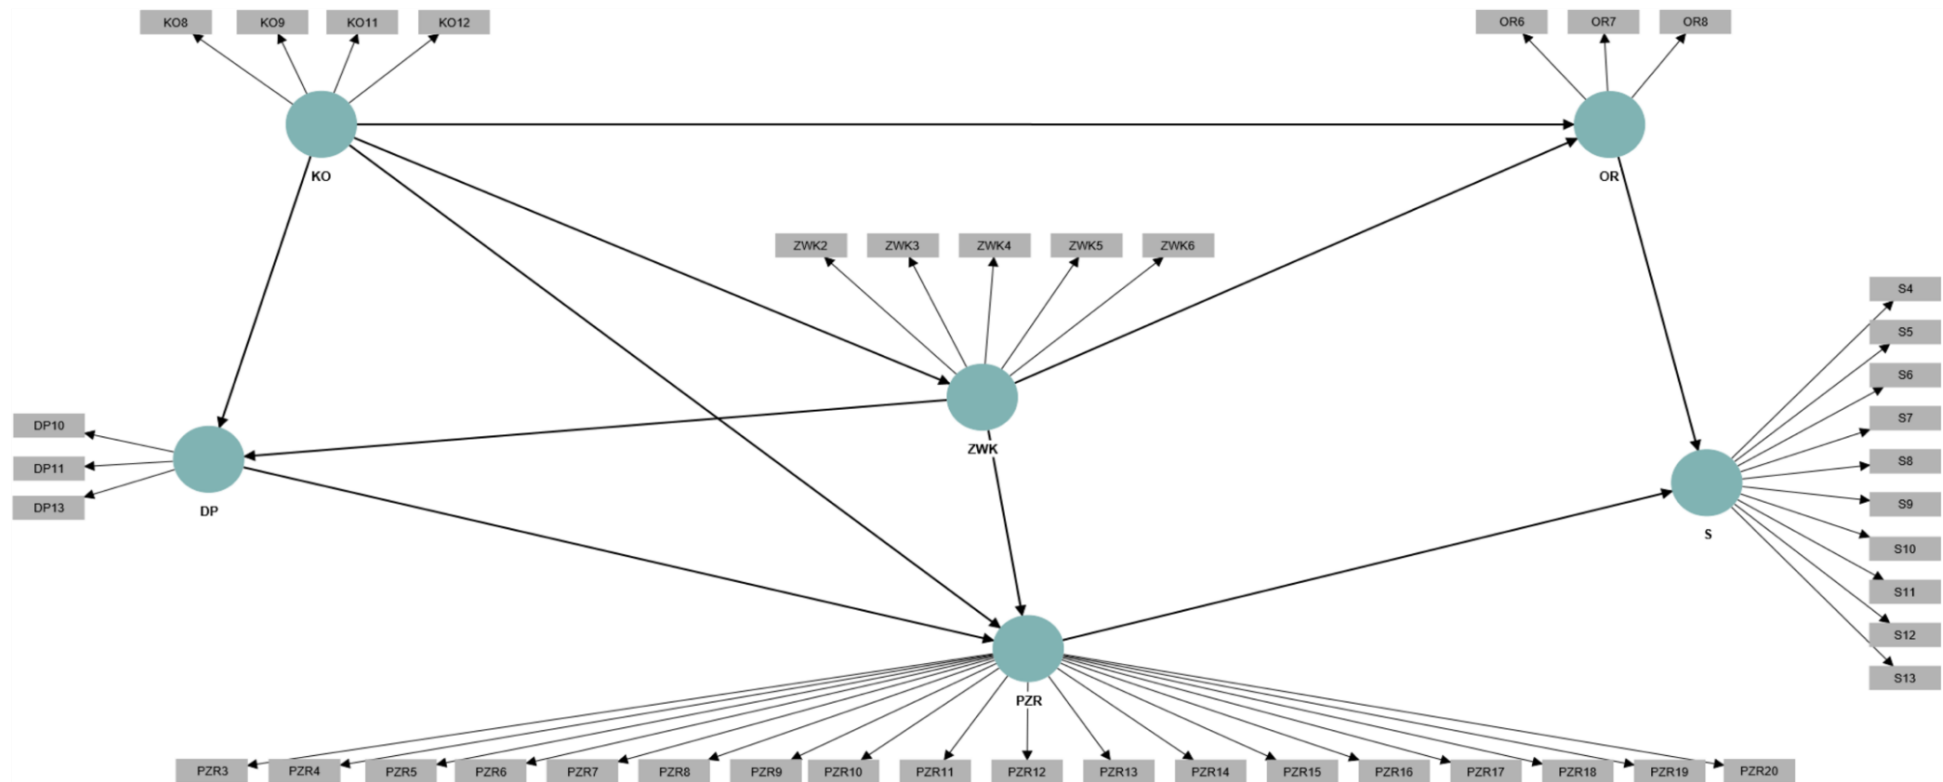 KO8 KO9 KO11 KO12 OR6 OR7 OR8
KO OR
ZWK2 ZWK3 ZWK4 ZWK5 ZWK6
S4
S5
S6
S7
DP10
ZWK
S8
DP11
S9
DP13
DP
S
S10
S11
S12
S13
PZR
PZR3 PZR4 PZR5 PZR6 PZR7 PZR8 PZR9 PZR10 PZR11 PZR12 PZR13 PZR14 PZR15 PZR16 PZR17 PZR18 PZR19 PZR20